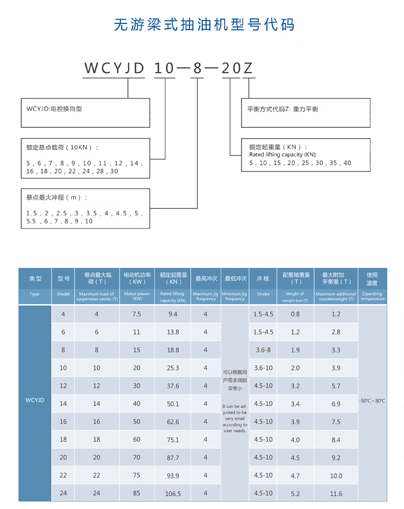 无游梁式抽油机型号代码
WCYJD 10-8-20Z
WCYJD:电控换向型
平衡方式代码Z: 重力平衡
额定悬点载荷（10KN）:
5 , 6 , 7 , 8 , 9 , 10 , 11 , 12 , 14 ,
16 , 18 , 20 , 22 , 24 , 28 , 30
额定起重量（KN）:
Rated lifting capacity (KN):
5 , 10 , 15 , 20 , 25 , 30 , 35 , 40
悬点最大冲程（m）:
1.5 , 2 , 2.5 , 3 , 3.5 , 4 , 4.5 , 5 ,
5.5 , 6 , 7 , 8 , 9 , 10
类 型 型 号 悬点最大载荷（T） 电动机功率（KW） 额定起重量（KN） 最高冲次 最低冲次 冲 程 配重箱重量（T） 最大附加平衡重（T） 使用温度
Type Model Maximum load of suspension center (T) Motor power (KW) Rated lifting capacity (KN) Maximum jig frequency Minimum jig frequency Stroke Weight of weight box (T) Maximum additional counterweight (T) Operating temperature
4 4 7.5 9.4 4 1.5-4.5 0.8 1.2
6 6 11 13.8 4 1.5-4.5 1.2 2.8
8 8 15 18.8 4 3.6-8 1.9 3.3
10 10 20 25.3 4 3.6-10 2.0 3.9
12 12 30 37.6 4 4.5-10 3.2 5.7
WCYJD
14 14 40 50.1 4 4.5-10 3.4 6.9
16 16 50 62.6 4 4.5-10 3.9 7.5
18 18 60 75.1 4 4.5-10 4.0 8.4
20 20 70 87.7 4 4.5-10 4.5 9.2
22 22 75 93.9 4 4.5-10 4.7 10.0
24 24 85 106.5 4 4.5-10 5.2 11.6
It can be adjusted to be very small according to user needs.
-50℃~80℃